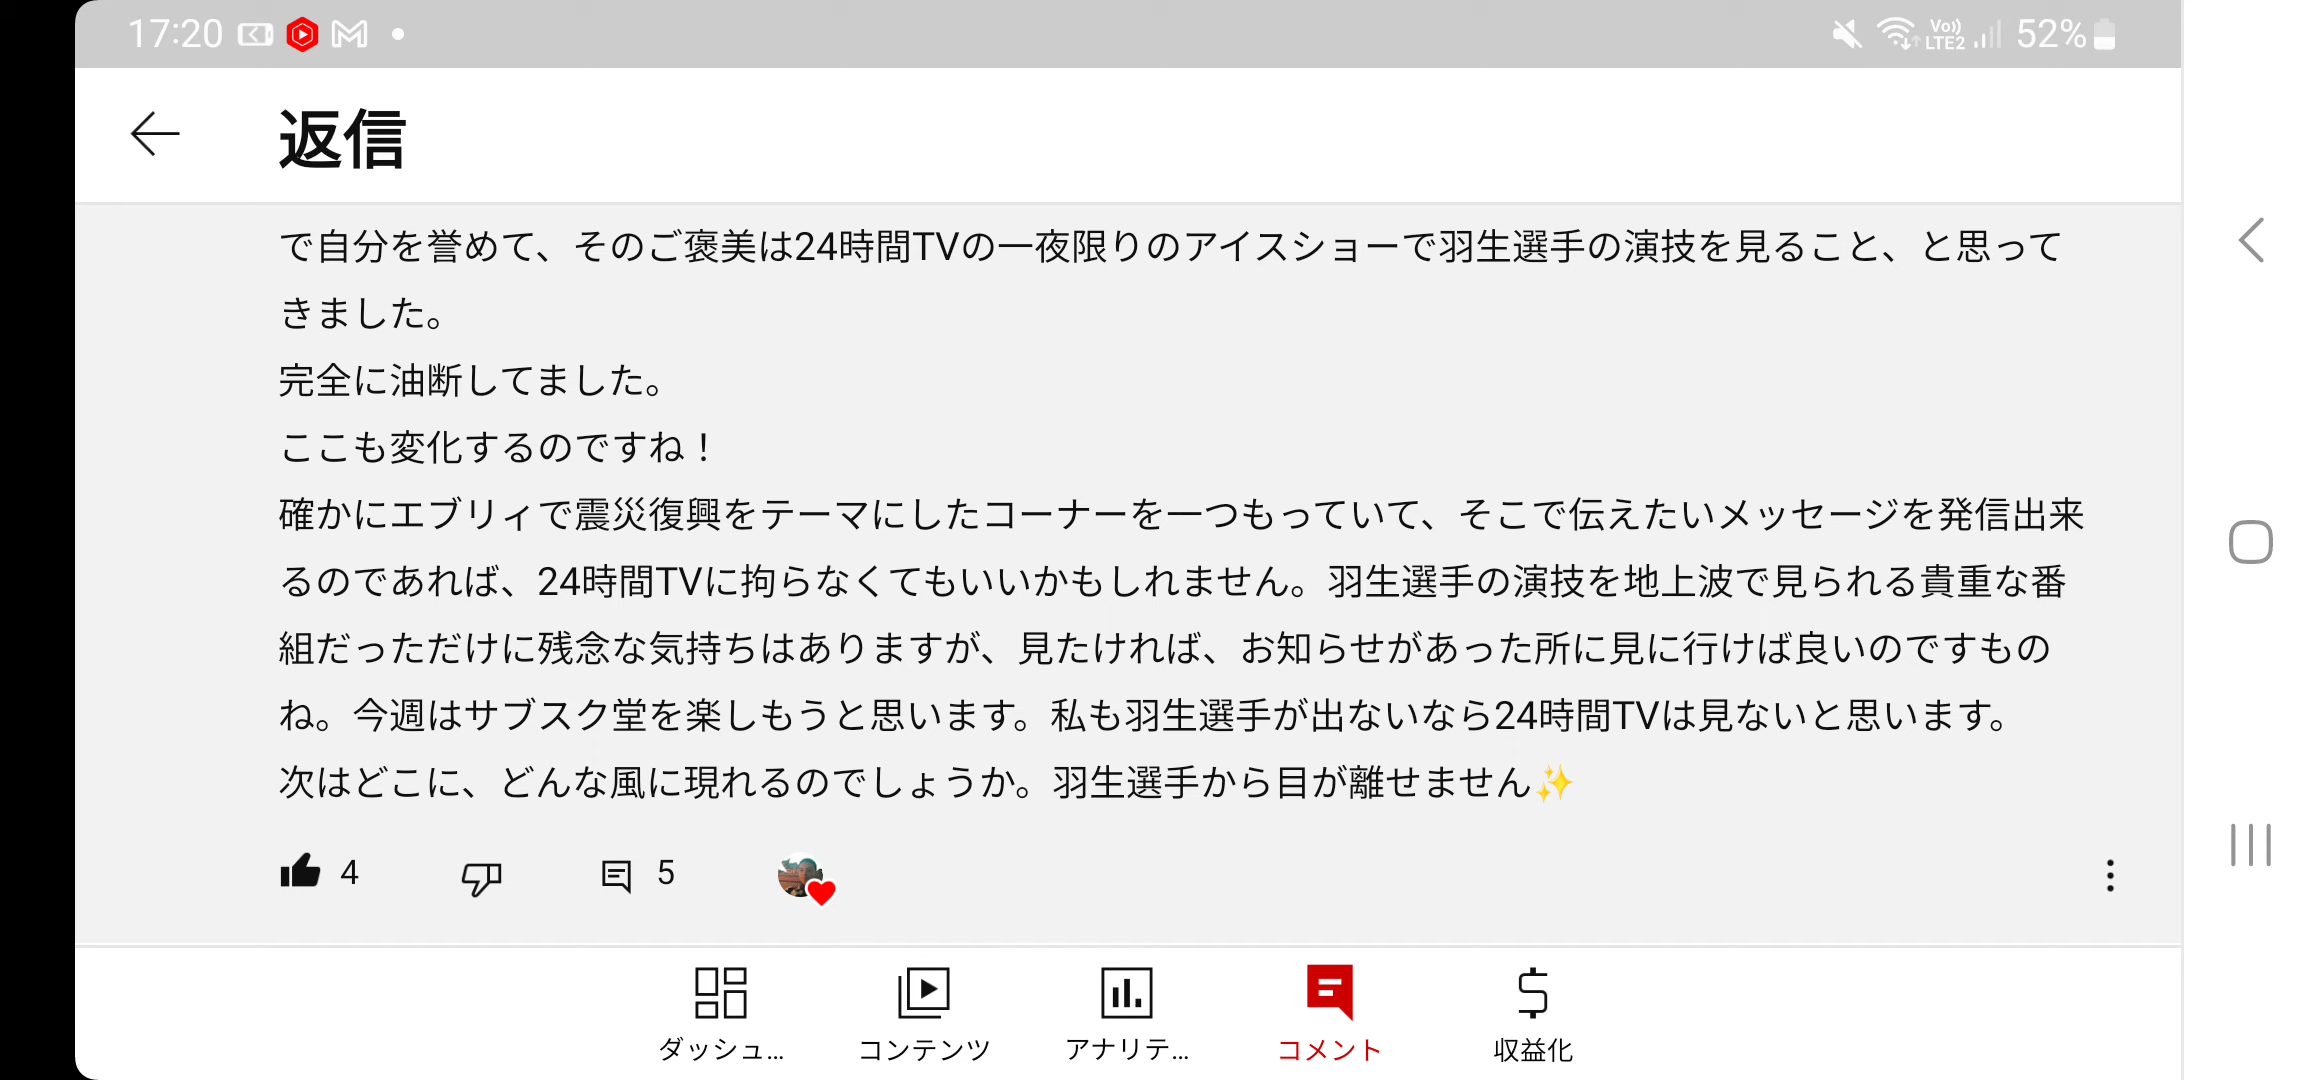 17:20
Vo))
LTE2
52%
返信
で自分を誉めて、そのご褒美は24時間TVの一夜限りのアイスショーで羽生選手の演技を見ること、と思って
きました。
完全に油断してました。
ここも変化するのですね！
確かにエブリィで震災復興をテーマにしたコーナーを一つもっていて、そこで伝えたいメッセージを発信出来
るのであれば、24時間TVに拘らなくてもいいかもしれません。羽生選手の演技を地上波で見られる貴重な番
組だっただけに残念な気持ちはありますが、見たければ、お知らせがあった所に見に行けば良いのですもの
ね。今週はサブスク堂を楽しもうと思います。私も羽生選手が出ないなら24時間TVは見ないと思います。
次はどこに、どんな風に現れるのでしょうか。羽生選手から目が離せません✨
4
5
ダッシュ...
コンテンツ
アナリテ...
コメント
収益化